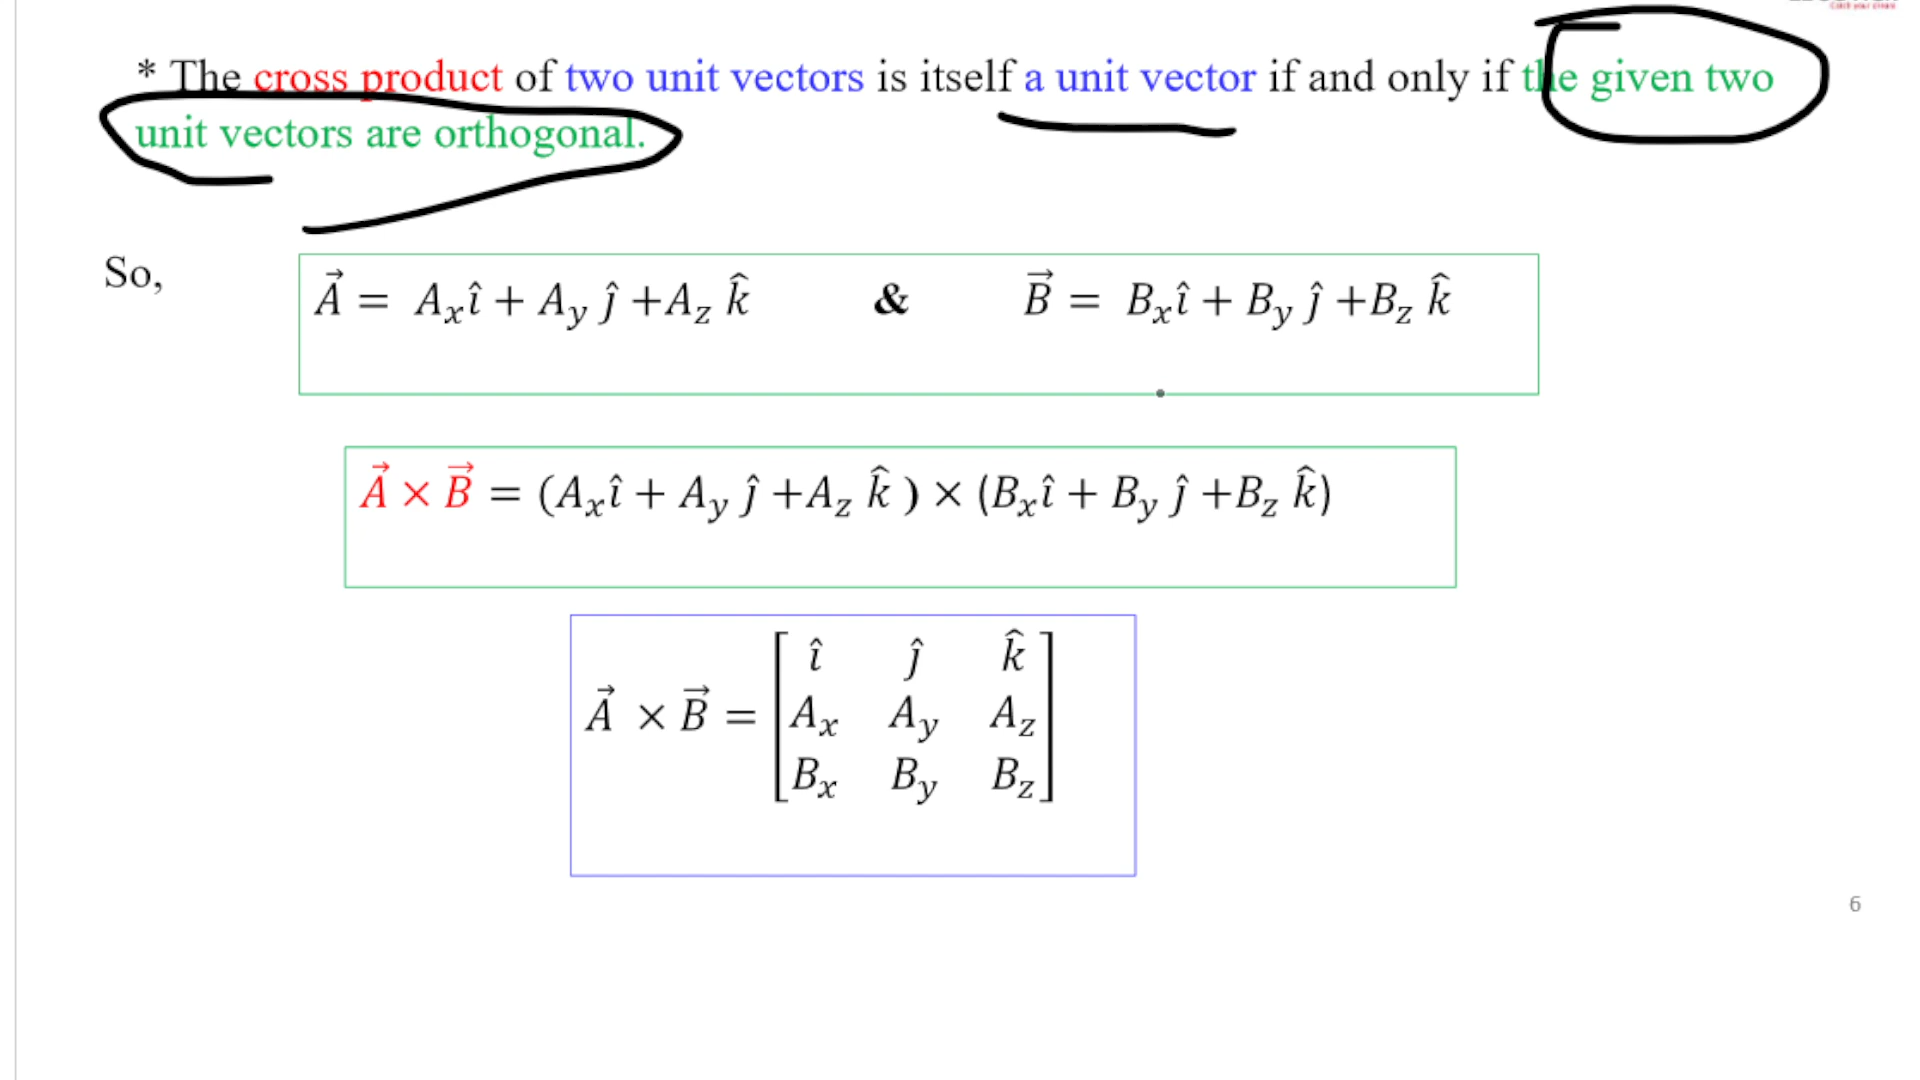 * The cross product of two unit vectors is itself a unit vector if and only if the given two
unit vectors are orthogonal.
So,
A⃗ = Aₓî + A_y ĵ +A_z k̂ & B⃗ = Bₓî + B_y ĵ +B_z k̂
A⃗ × B⃗ = (Aₓî + A_y ĵ +A_z k̂ ) × (Bₓî + B_y ĵ +B_z k̂)
î ĵ k̂
A⃗ × B⃗ = Aₓ A_y A_z
Bₓ B_y B_z
6